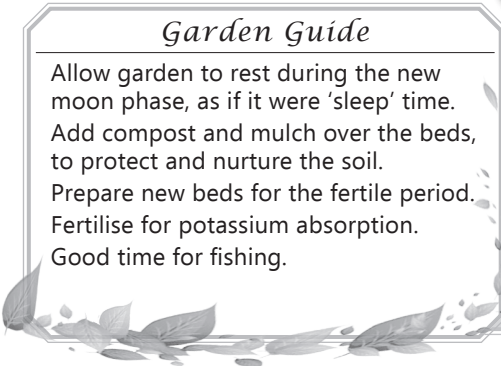 Garden Guide
Allow garden to rest during the new
moon phase, as if it were ‘sleep’ time.
Add compost and mulch over the beds,
to protect and nurture the soil.
Prepare new beds for the fertile period.
Fertilise for potassium absorption.
Good time for fishing.